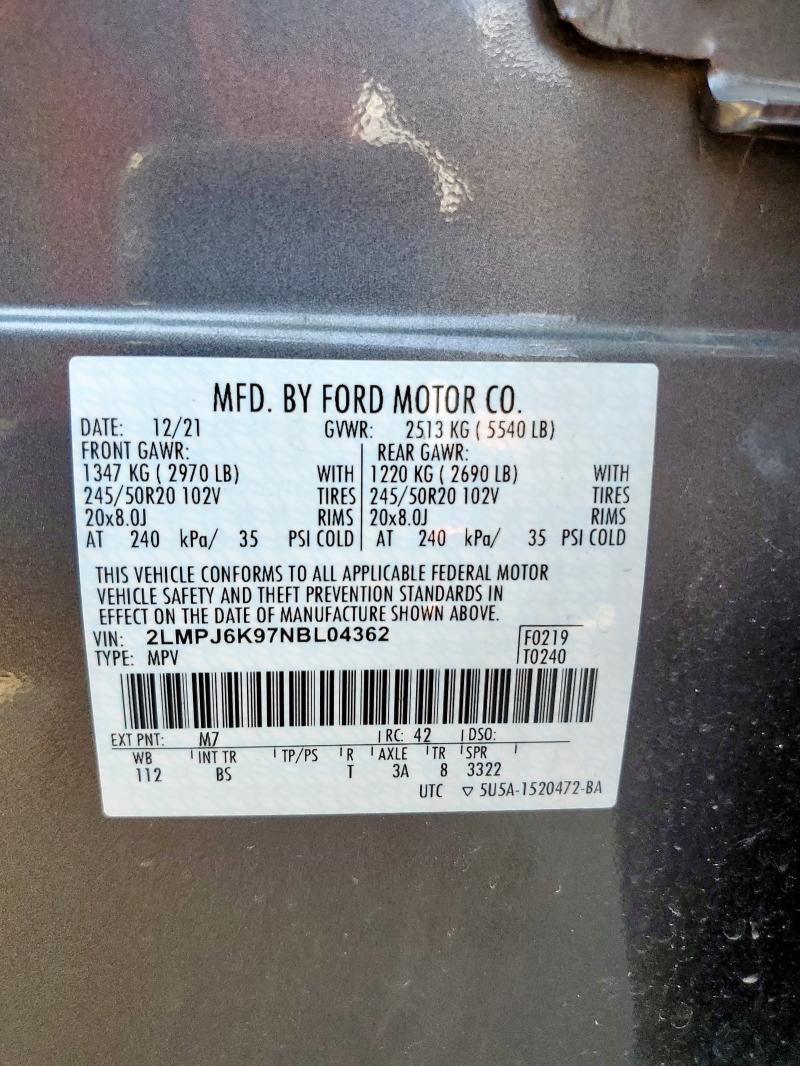 MFD. BY FORD MOTOR CO.
DATE: 12/21 GVWR: 2513 KG ( 5540 LB)
FRONT GAWR: REAR GAWR:
1347 KG ( 2970 LB) WITH 1220 KG ( 2690 LB) WITH
245/50R20 102V TIRES 245/50R20 102V TIRES
20x8.0J RIMS 20x8.0J RIMS
AT 240 kPa/ 35 PSI COLD AT 240 kPa/ 35 PSI COLD
THIS VEHICLE CONFORMS TO ALL APPLICABLE FEDERAL MOTOR
VEHICLE SAFETY AND THEFT PREVENTION STANDARDS IN
EFFECT ON THE DATE OF MANUFACTURE SHOWN ABOVE.
VIN: 2LMPJ6K97NBL04362 F0219
TYPE: MPV T0240
EXT PNT: M7 RC: 42 DSO:
WB INT TR TP/PS R AXLE TR SPR
112 BS T 3A 8 3322
UTC ▽ 5U5A-1520472-BA